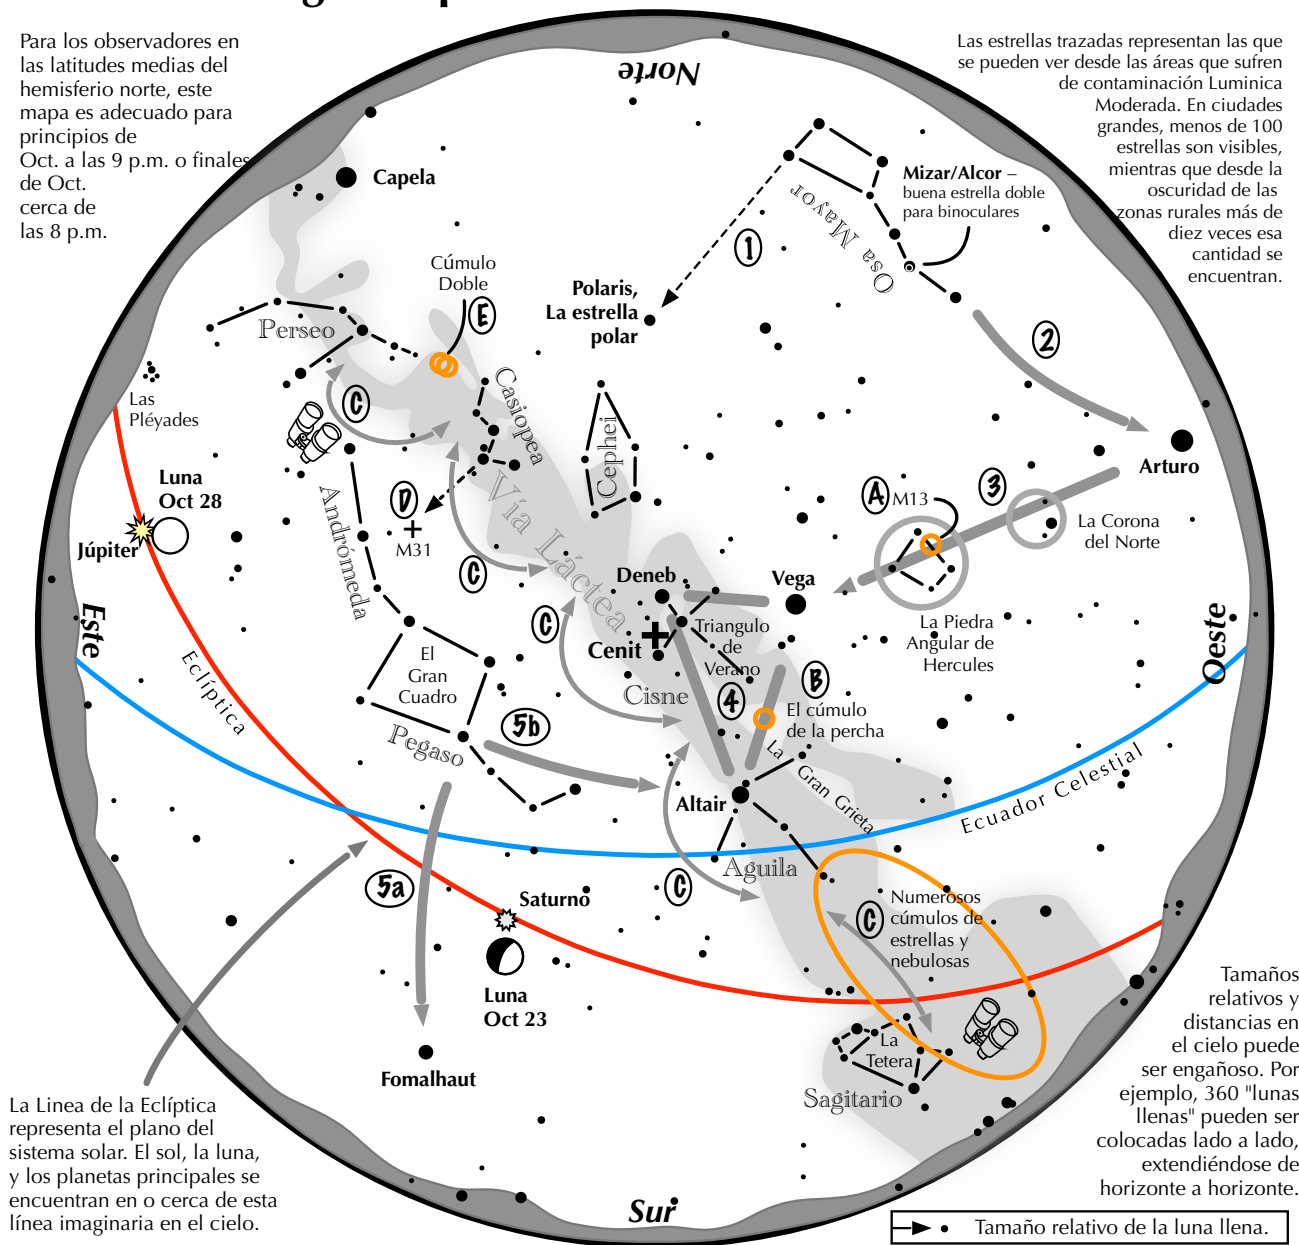 Para los observadores en
las latitudes medias del
hemisferio norte, este
mapa es adecuado para
principios de
Oct. a las 9 p.m. o finales
de Oct.
cerca de
las 8 p.m.
Las estrellas trazadas representan las que
se pueden ver desde las áreas que sufren
de contaminación Luminica
Moderada. En ciudades
grandes, menos de 100
estrellas son visibles,
mientras que desde la
oscuridad de las
zonas rurales más de
diez veces esa
cantidad se
encuentran.
Norte
Capela
Mizar/Alcor –
buena estrella doble
para binoculares
Osa Mayor
1
Cúmulo
Doble
E
Polaris,
La estrella
polar
Perseo
2
Las
Pléyades
C
Casiopea
Cephei
Arturo
Luna
Oct 28
Júpiter
Andrómeda
D
M31
Vía Láctea
A
M13
3
La Corona
del Norte
C
Deneb
Vega
Este
C
Cenit
Triangulo
de
Verano
La Piedra
Angular de
Hercules
Oeste
Eclíptica
El
Gran
Cuadro
Cisne
4
B
El cúmulo
de la percha
Pegaso
5b
La Gran Grieta
Altair
Ecuador Celestial
Aguila
5a
C
Saturno
C
Numerosos
cúmulos de
estrellas y
nebulosas
Luna
Oct 23
La
Tetera
Fomalhaut
Sagitario
Tamaños
relativos y
distancias en
el cielo puede
ser engañoso. Por
ejemplo, 360 "lunas
llenas" pueden ser
colocadas lado a lado,
extendiéndose de
horizonte a horizonte.
La Linea de la Eclíptica
representa el plano del
sistema solar. El sol, la luna,
y los planetas principales se
encuentran en o cerca de esta
línea imaginaria en el cielo.
Sur
Tamaño relativo de la luna llena.